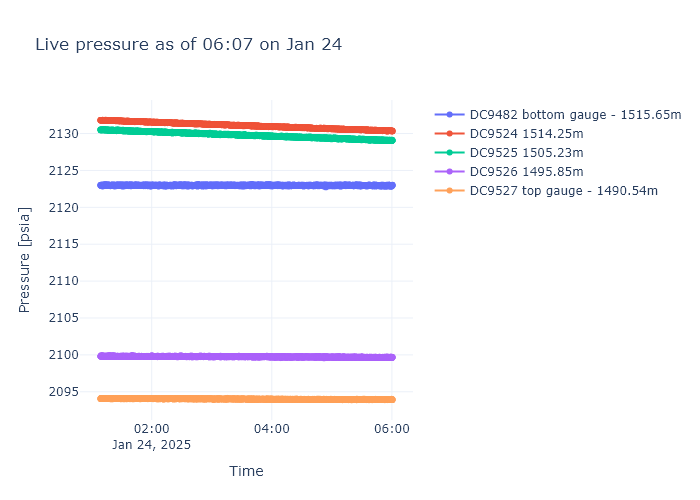 Live pressure as of 06:07 on Jan 24
DC9482 bottom gauge - 1515.65m
DC9524 1514.25m
DC9525 1505.23m
DC9526 1495.85m
DC9527 top gauge - 1490.54m
Pressure [psia]
2130
2125
2120
2115
2110
2105
2100
2095
02:00
04:00
06:00
Jan 24, 2025
Time